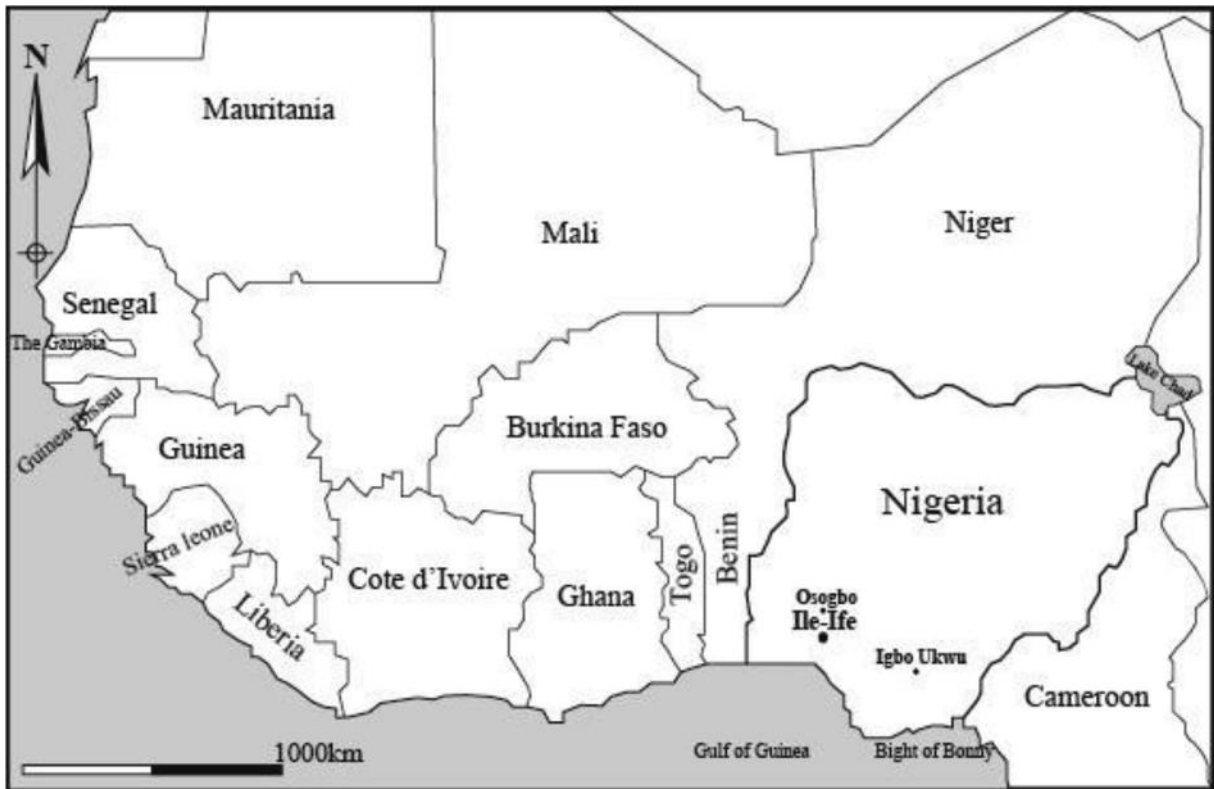 N
Mauritania
Mali
Niger
Senegal
The Gambia
Lake Chad
Guinea-Bissau
Guinea
Burkina Faso
Nigeria
Sierra leone
Liberia
Cote d'Ivoire
Ghana
Togo
Benin
Osogbo
Ile-Ife
Igbo Ukwu
Cameroon
1000km
Gulf of Guinea
Bight of Bonny